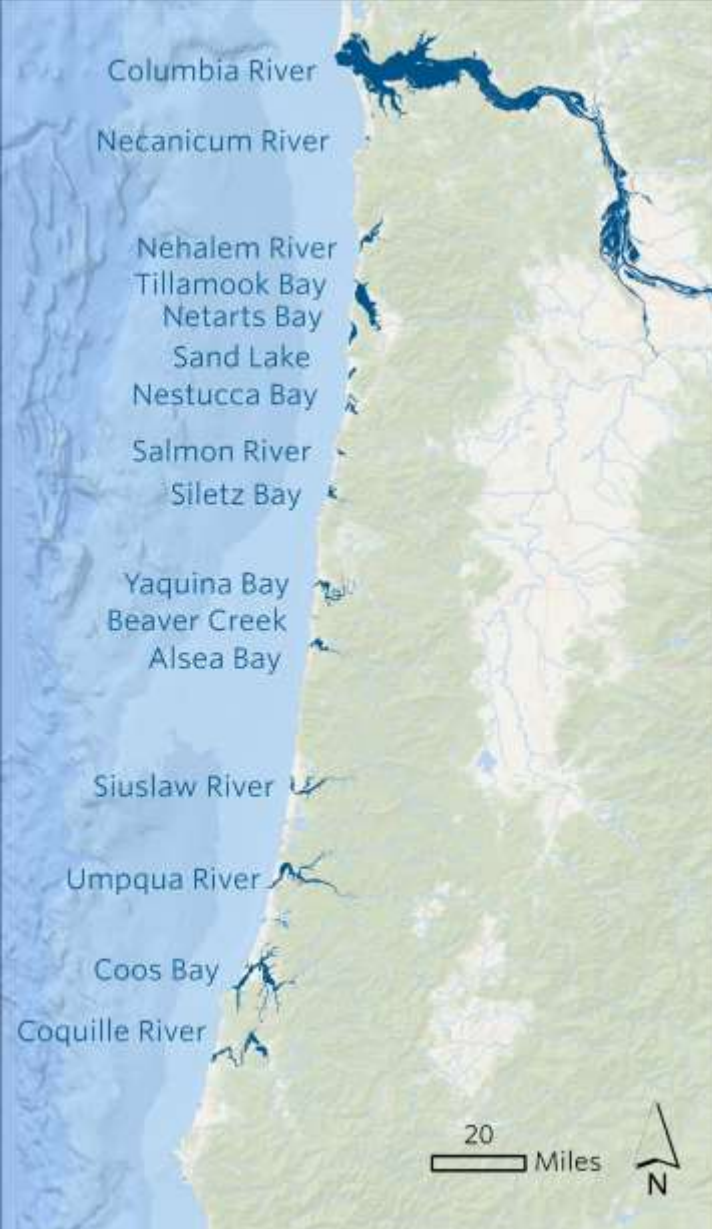 Columbia River
Necanicum River
Nehalem River
Tillamook Bay
Netarts Bay
Sand Lake
Nestucca Bay
Salmon River
Siletz Bay
Yaquina Bay
Beaver Creek
Alsea Bay
Siuslaw River
Umpqua River
Coos Bay
Coquille River
20
Miles
N